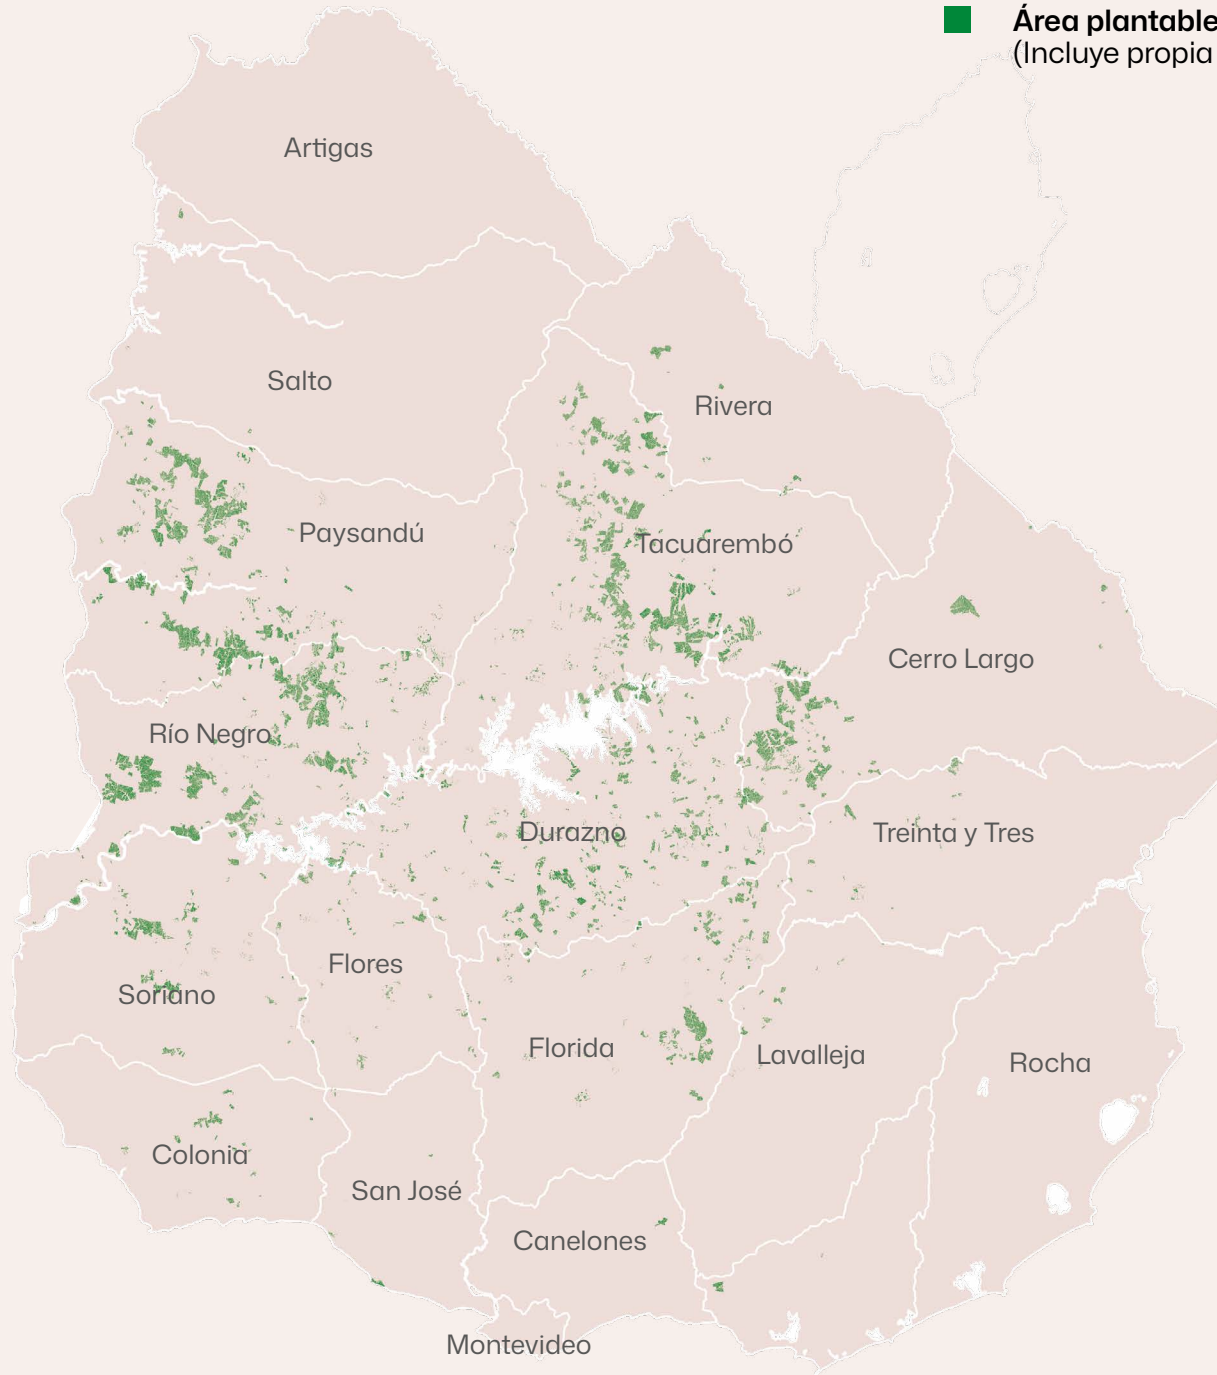 Área plantable
(Incluye propia
Artigas
Salto
Rivera
Paysandú
Tacuarembó
Cerro Largo
Río Negro
Durazno
Treinta y Tres
Flores
Soriano
Florida
Lavalleja
Rocha
Colonia
San José
Canelones
Montevideo